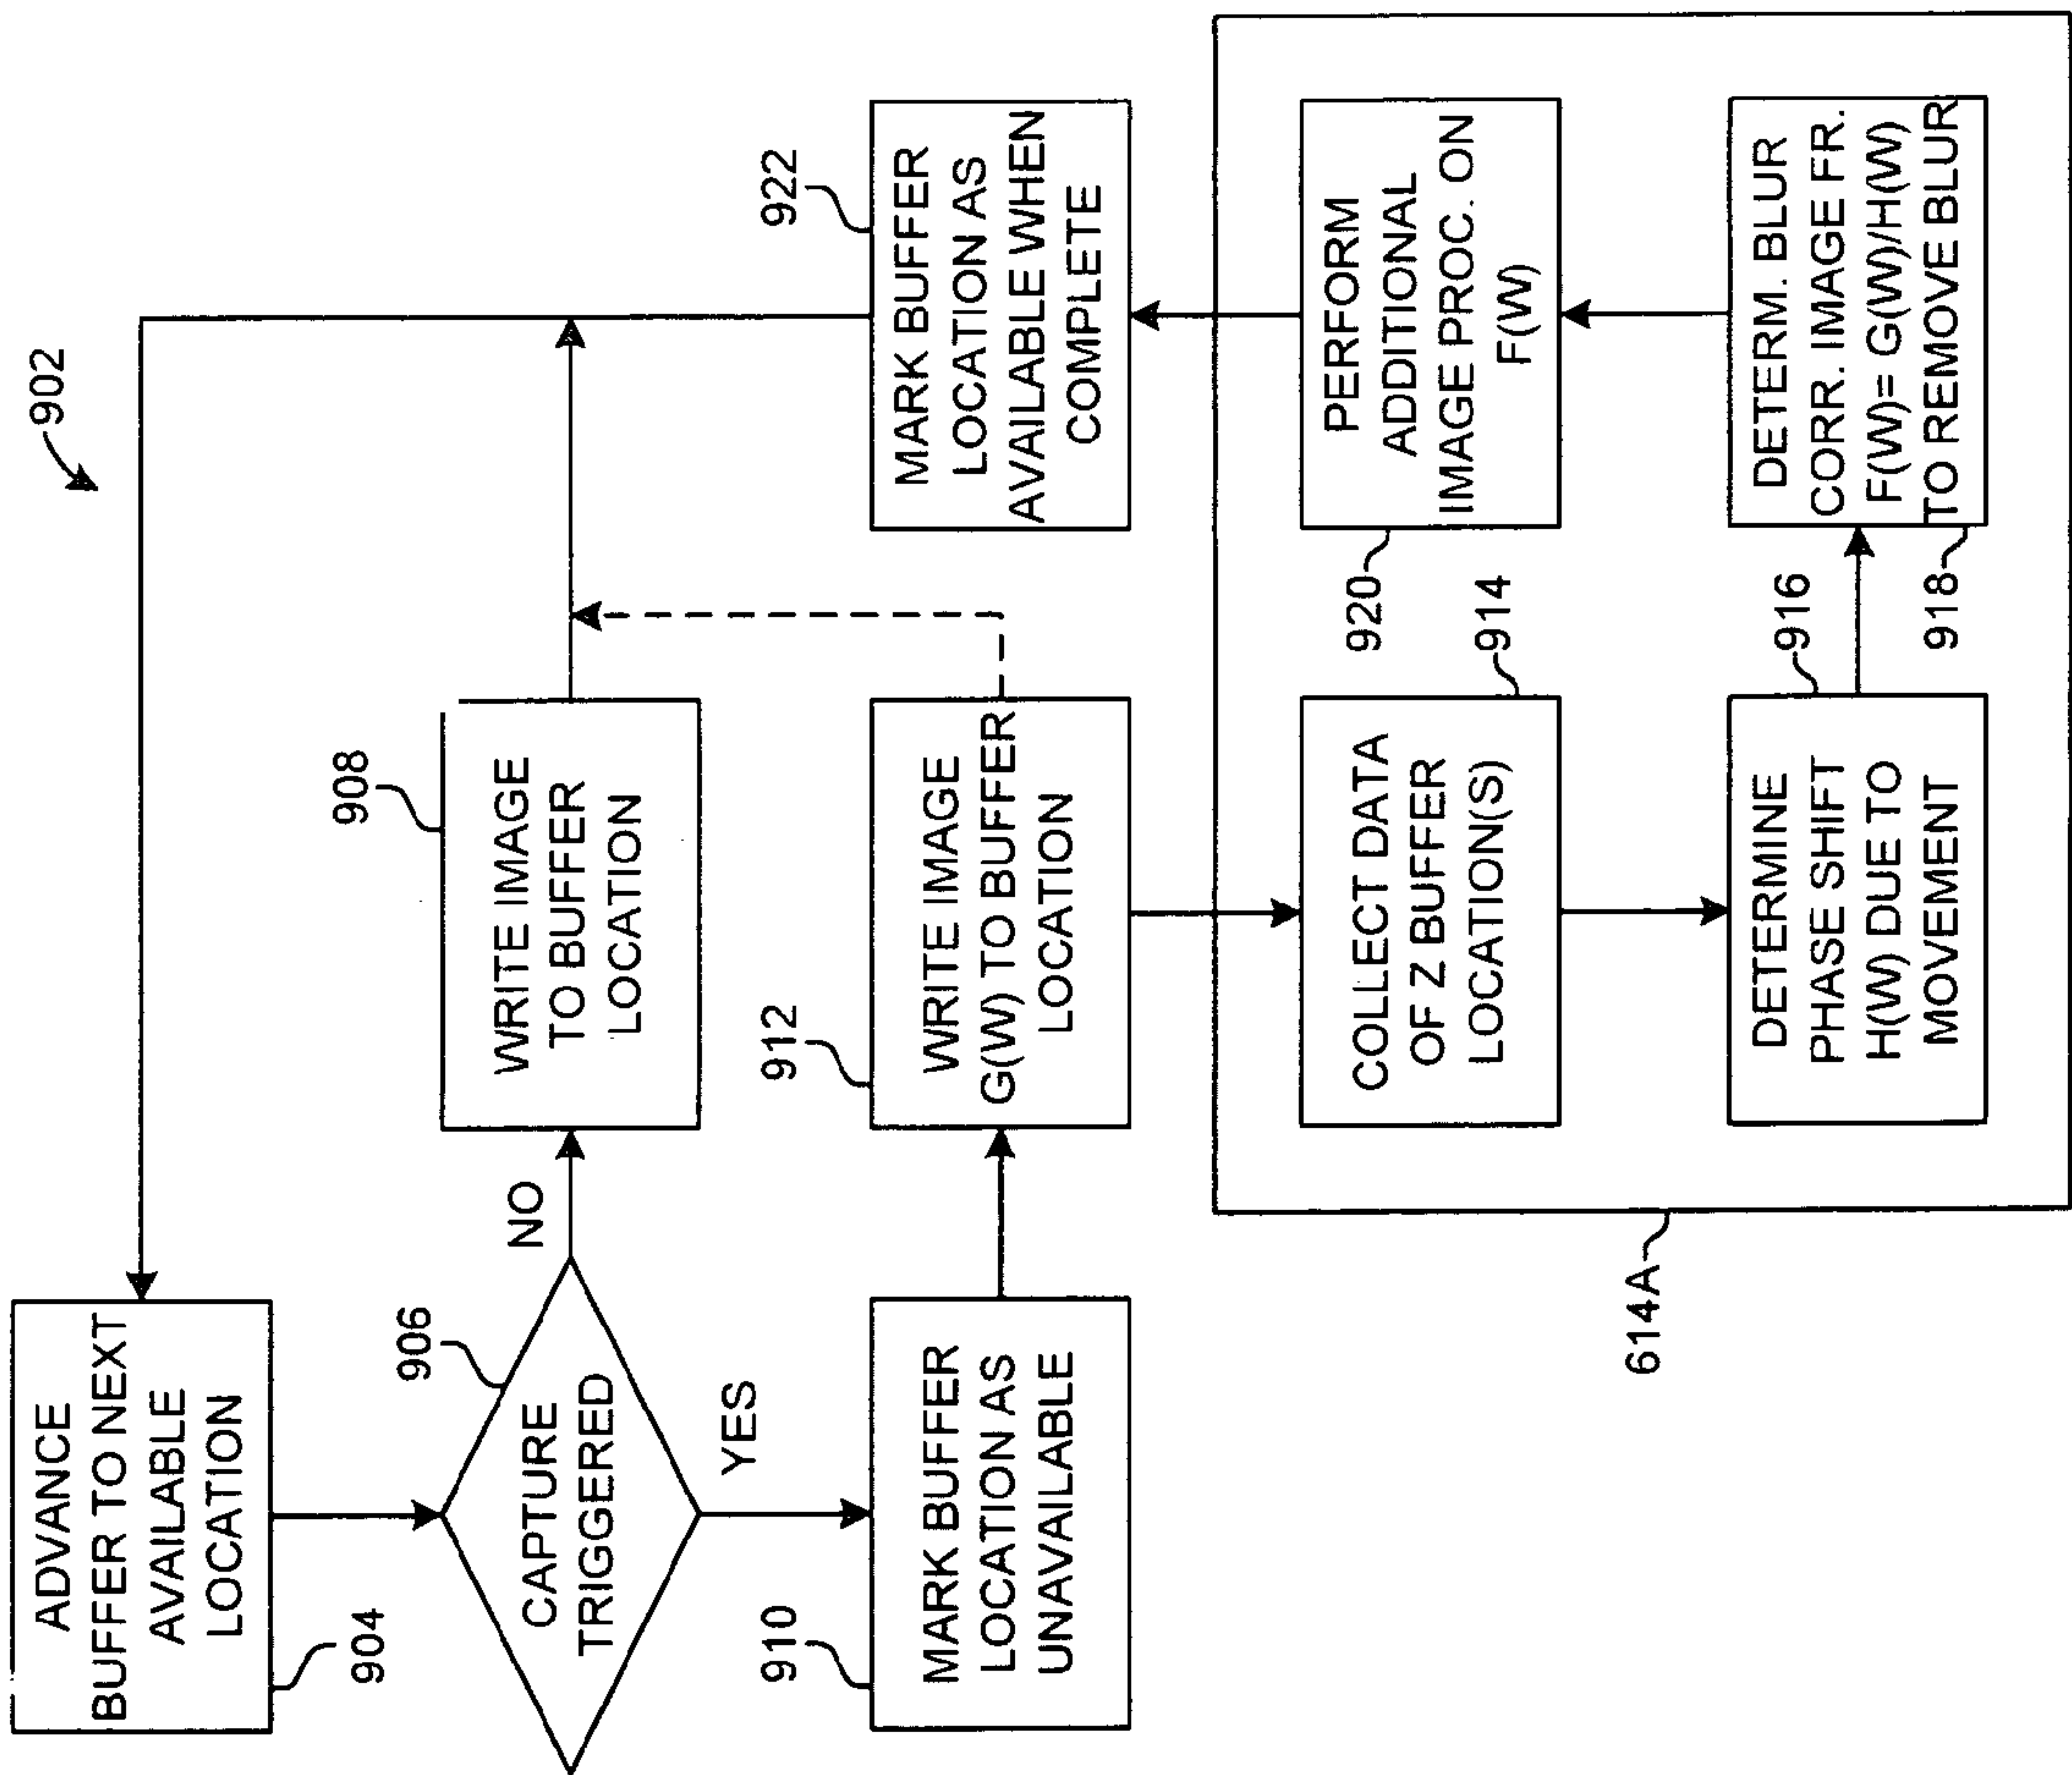 902
ADVANCE
BUFFER TO NEXT
AVAILABLE
LOCATION
904
CAPTURE
TRIGGERED
906
NO
YES
WRITE IMAGE
TO BUFFER
LOCATION
908
MARK BUFFER
LOCATION AS
UNAVAILABLE
910
WRITE IMAGE
G(W) TO BUFFER
LOCATION
912
MARK BUFFER
LOCATION AS
AVAILABLE WHEN
COMPLETE
922
COLLECT DATA
OF Z BUFFER
LOCATION(S)
914
PERFORM
ADDITIONAL
IMAGE PROC. ON
F(W)
920
DETERMINE
PHASE SHIFT
H(W) DUE TO
MOVEMENT
916
DETERM. BLUR
CORR. IMAGE FR.
F(W)= G(W)/H(W)
TO REMOVE BLUR
918
614A